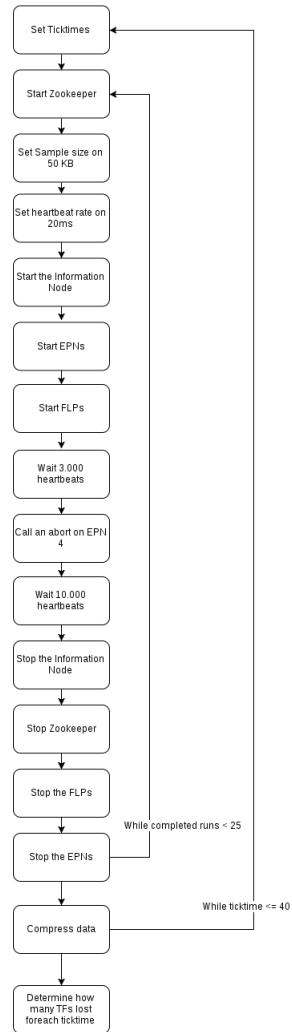 Set Ticktimes
Start Zookeeper
Set Sample size on
50 KB
Set heartbeat rate on
20ms
Start the Information
Node
Start EPNs
Start FLPs
Wait 3.000
heartbeats
Call an abort on EPN
4
Wait 10.000
heartbeats
Stop the Information
Node
Stop Zookeeper
Stop the FLPs
While completed runs < 25
Stop the EPNs
While ticktime <= 40
Compress data
Determine how
many TFs lost
foreach ticktime